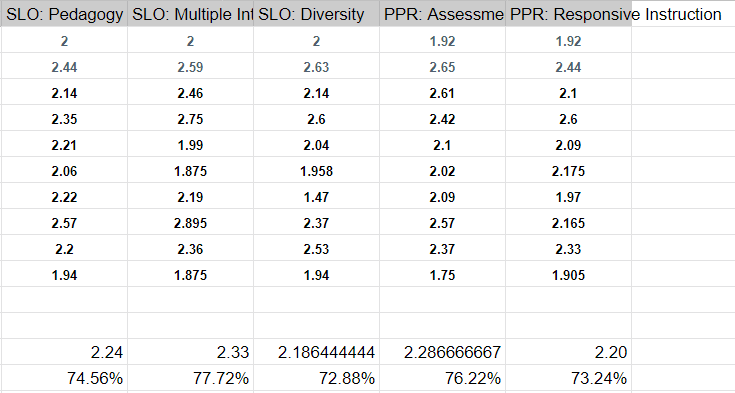 SLO: Pedagogy SLO: Multiple Int SLO: Diversity PPR: Assessme PPR: Responsive Instruction
2 2 2 1.92 1.92
2.44 2.59 2.63 2.65 2.44
2.14 2.46 2.14 2.61 2.1
2.35 2.75 2.6 2.42 2.6
2.21 1.99 2.04 2.1 2.09
2.06 1.875 1.958 2.02 2.175
2.22 2.19 1.47 2.09 1.97
2.57 2.895 2.37 2.57 2.165
2.2 2.36 2.53 2.37 2.33
1.94 1.875 1.94 1.75 1.905
2.24 2.33 2.186444444 2.286666667 2.20
74.56% 77.72% 72.88% 76.22% 73.24%